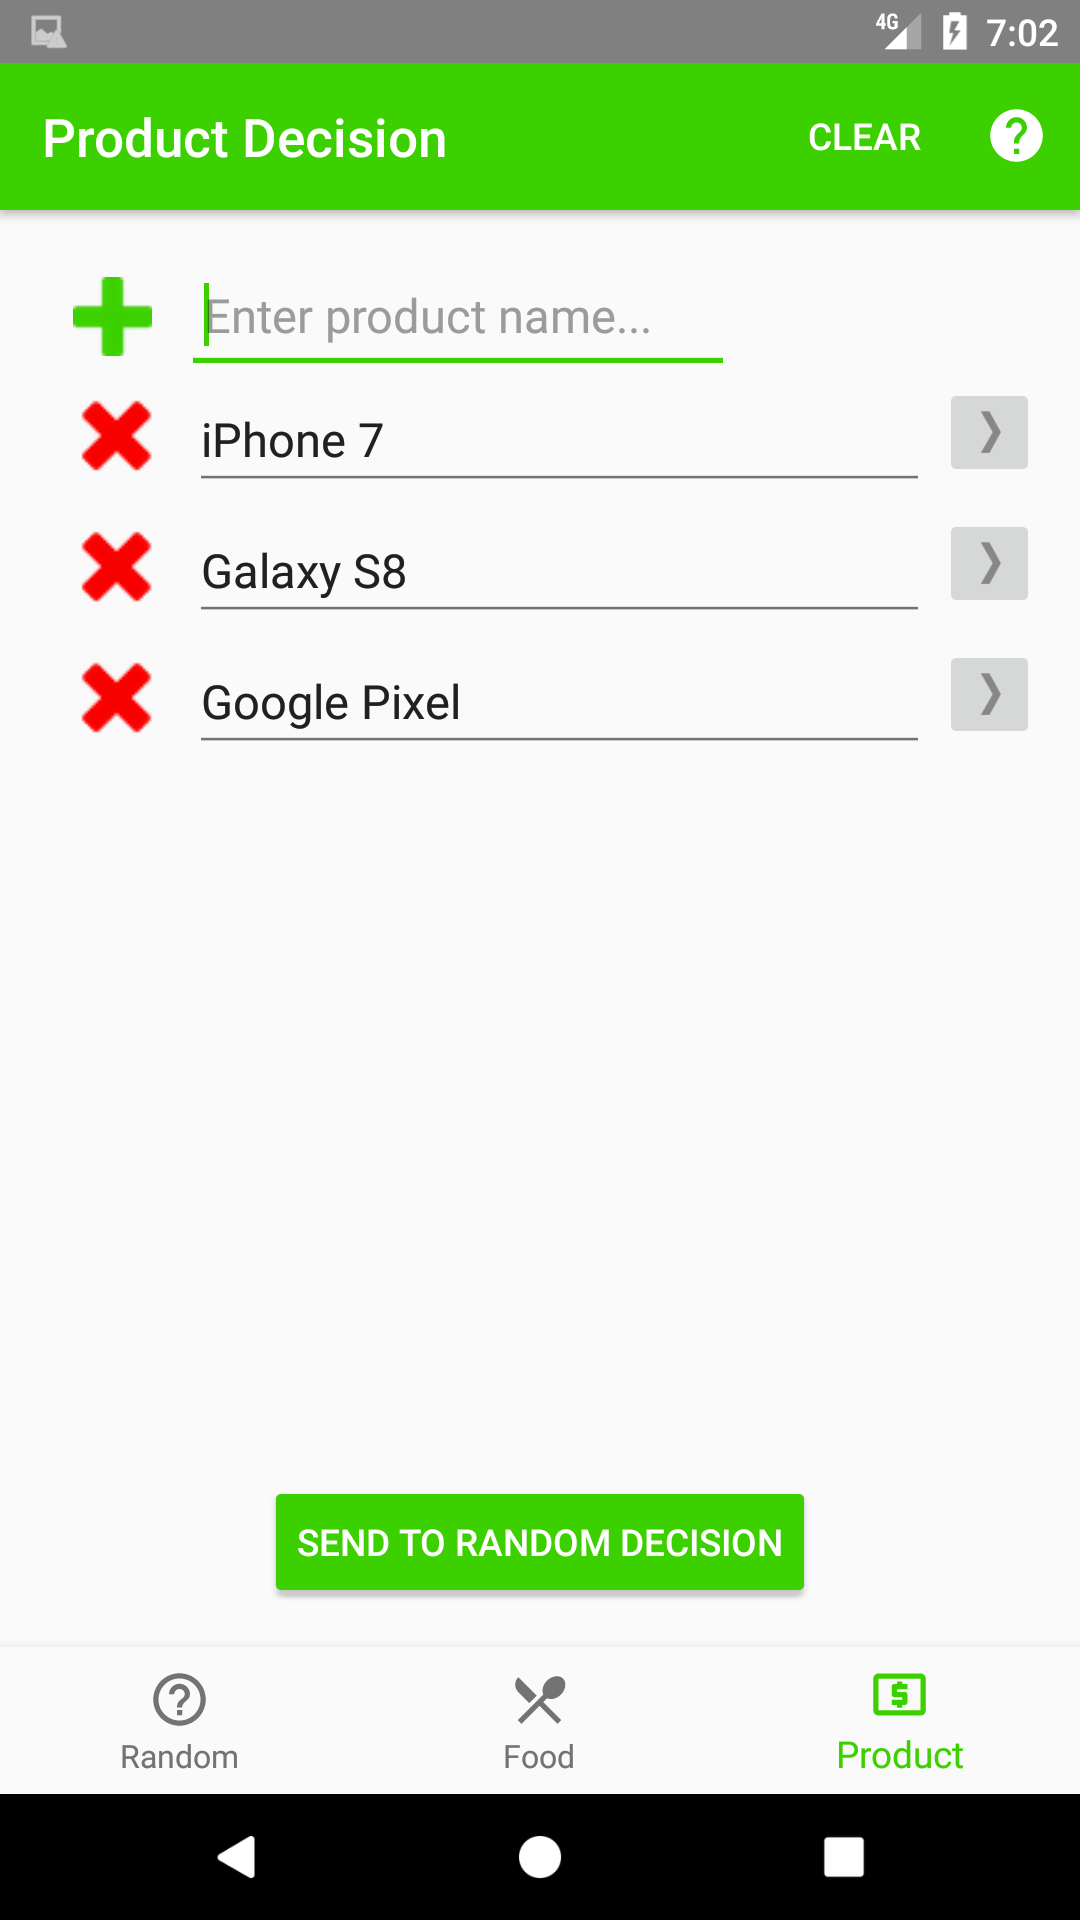 4G 7:02
Product Decision CLEAR
Enter product name...
iPhone 7
Galaxy S8
Google Pixel
SEND TO RANDOM DECISION
Random Food Product